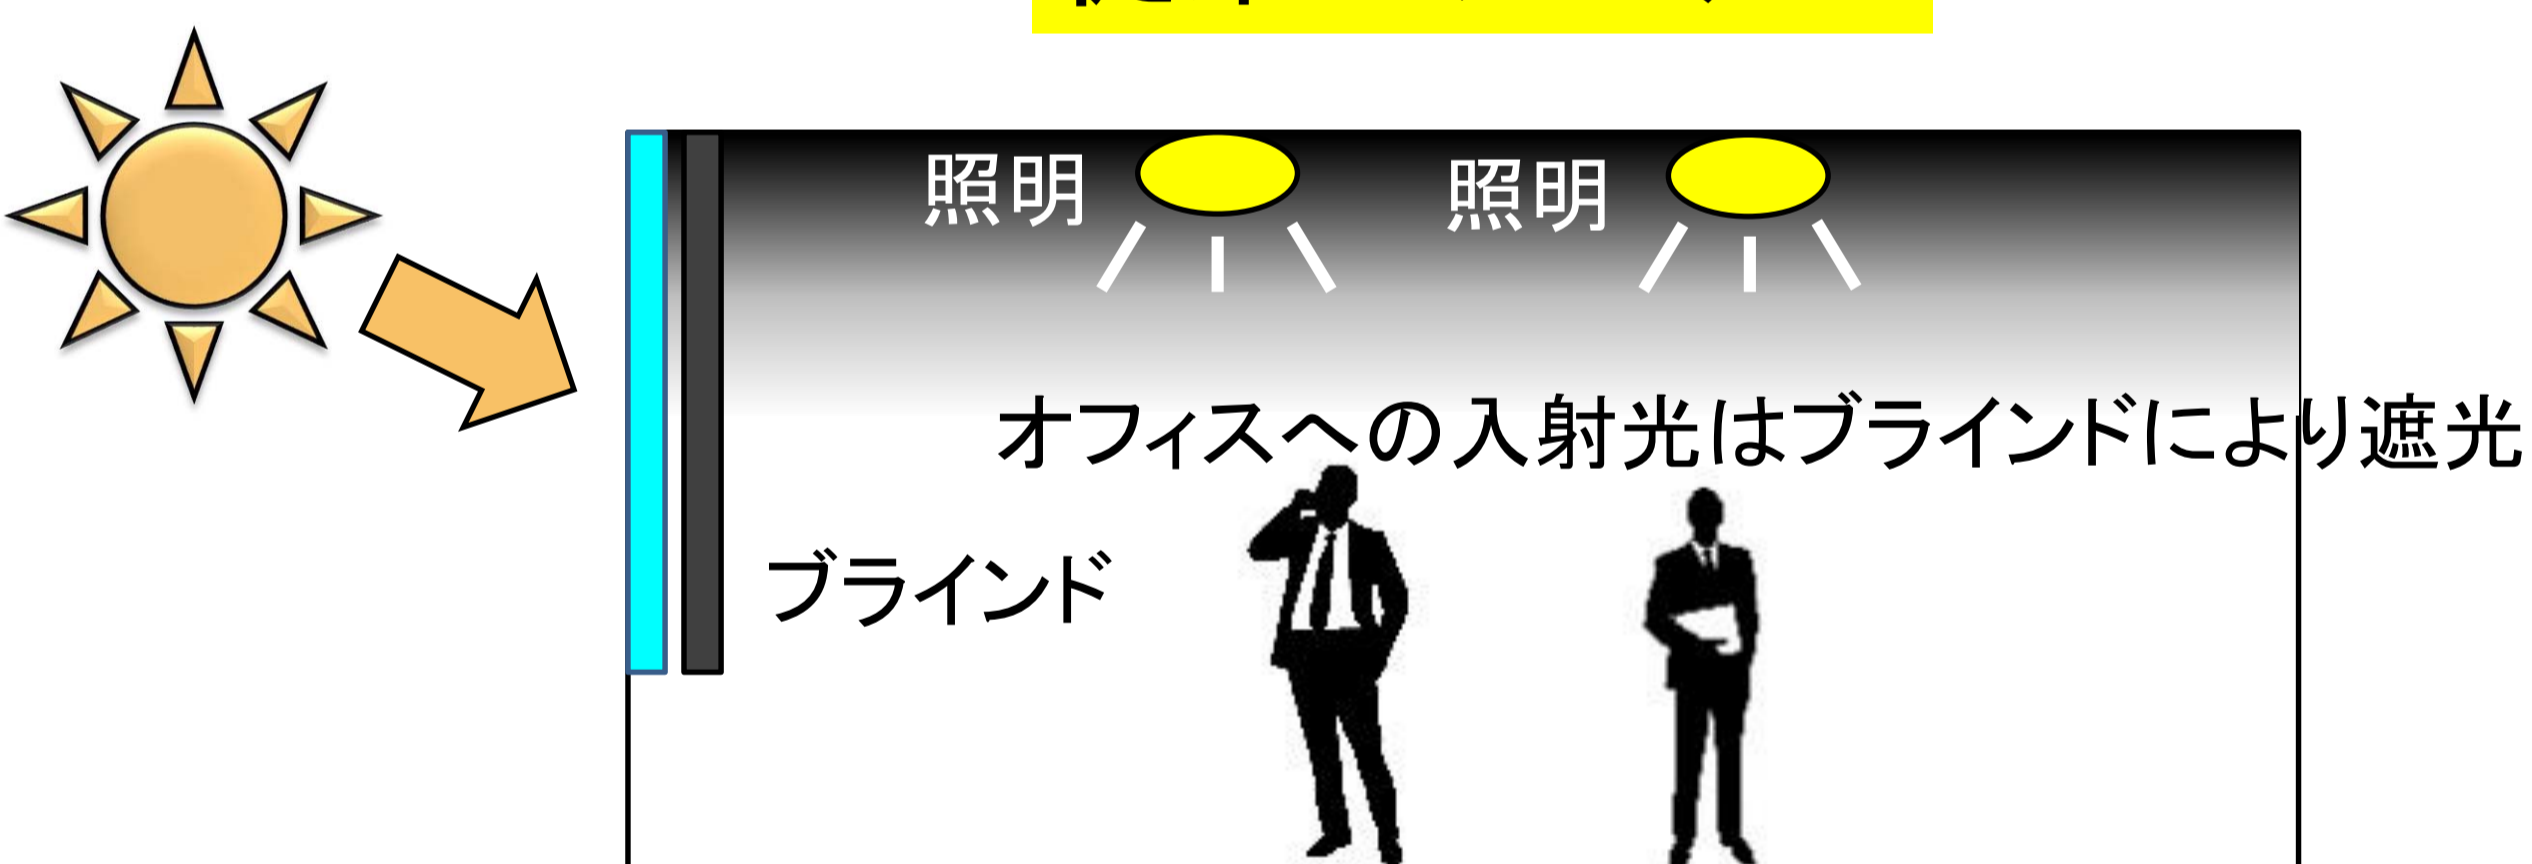 照明
照明
オフィスへの入射光はブラインドにより遮光
ブラインド